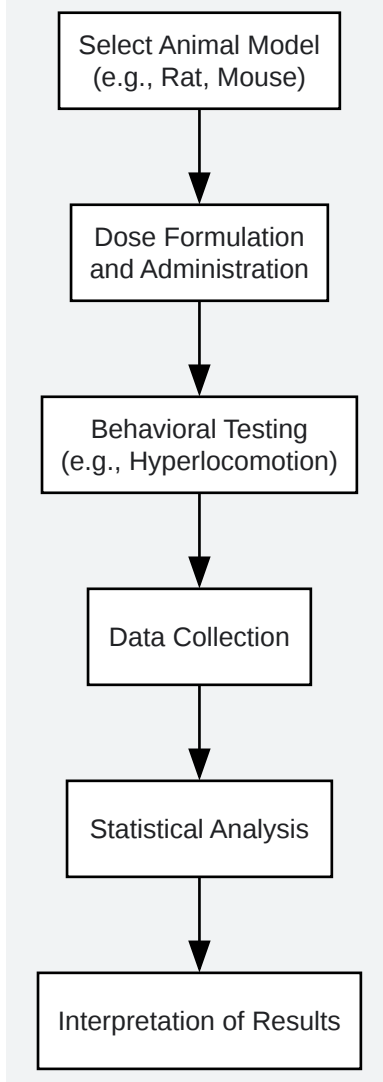 Select Animal Model
(e.g., Rat, Mouse)
Dose Formulation
and Administration
Behavioral Testing
(e.g., Hyperlocomotion)
Data Collection
Statistical Analysis
Interpretation of Results